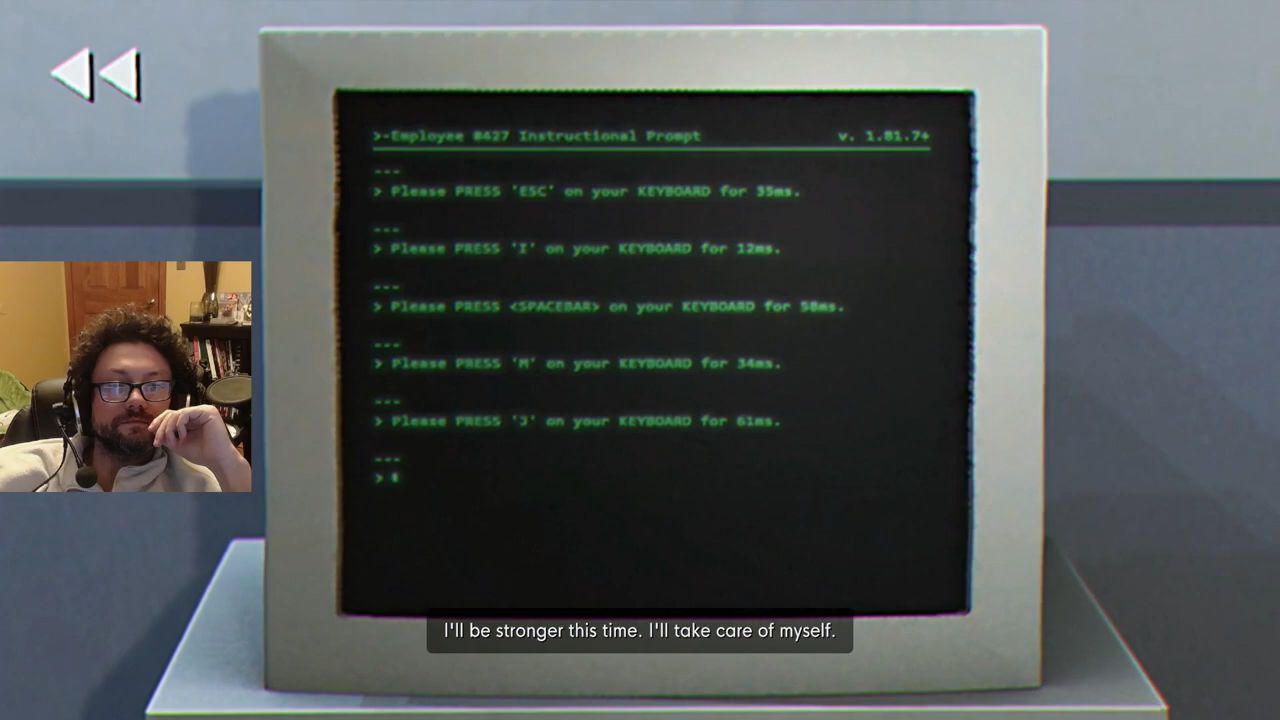 >-Employee #427 Instructional Prompt v. 1.81.7+
---
> Please PRESS 'ESC' on your KEYBOARD for 35ms.
---
> Please PRESS 'I' on your KEYBOARD for 12ms.
---
> Please PRESS <SPACEBAR> on your KEYBOARD for 58ms.
---
> Please PRESS 'M' on your KEYBOARD for 34ms.
---
> Please PRESS 'J' on your KEYBOARD for 61ms.
---
>
I'll be stronger this time. I'll take care of myself.